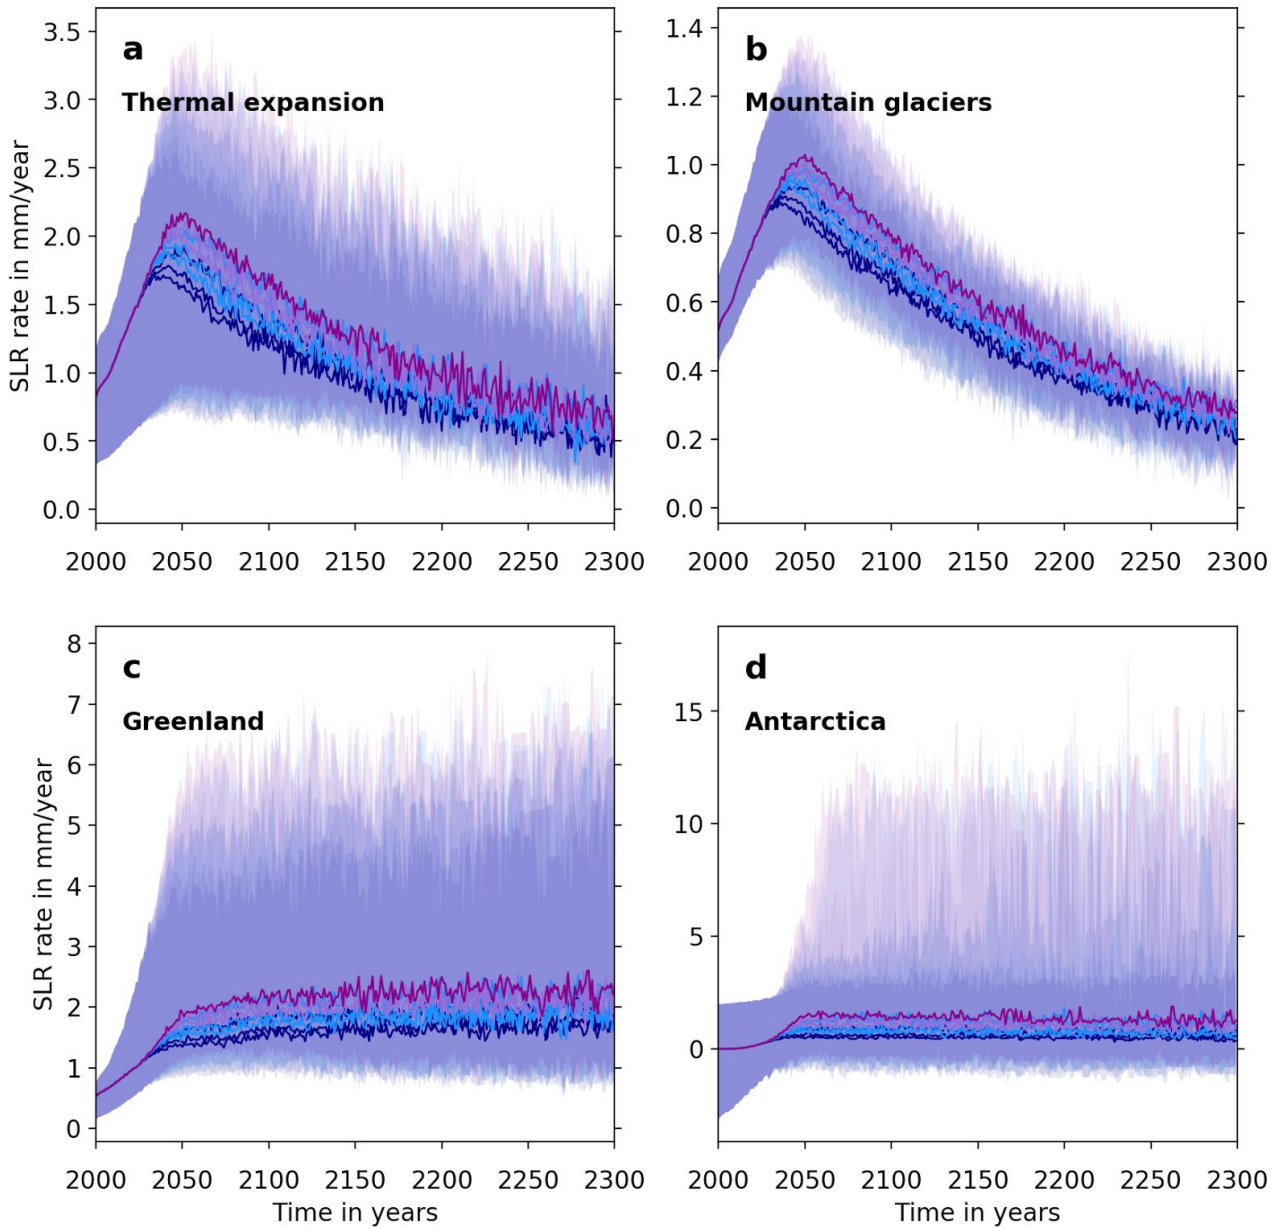 a
Thermal expansion
SLR rate in mm/year
3.5
3.0
2.5
2.0
1.5
1.0
0.5
0.0
2000 2050 2100 2150 2200 2250 2300
b
Mountain glaciers
1.4
1.2
1.0
0.8
0.6
0.4
0.2
0.0
2000 2050 2100 2150 2200 2250 2300
c
Greenland
SLR rate in mm/year
8
7
6
5
4
3
2
1
0
2000 2050 2100 2150 2200 2250 2300
Time in years
d
Antarctica
15
10
5
0
2000 2050 2100 2150 2200 2250 2300
Time in years